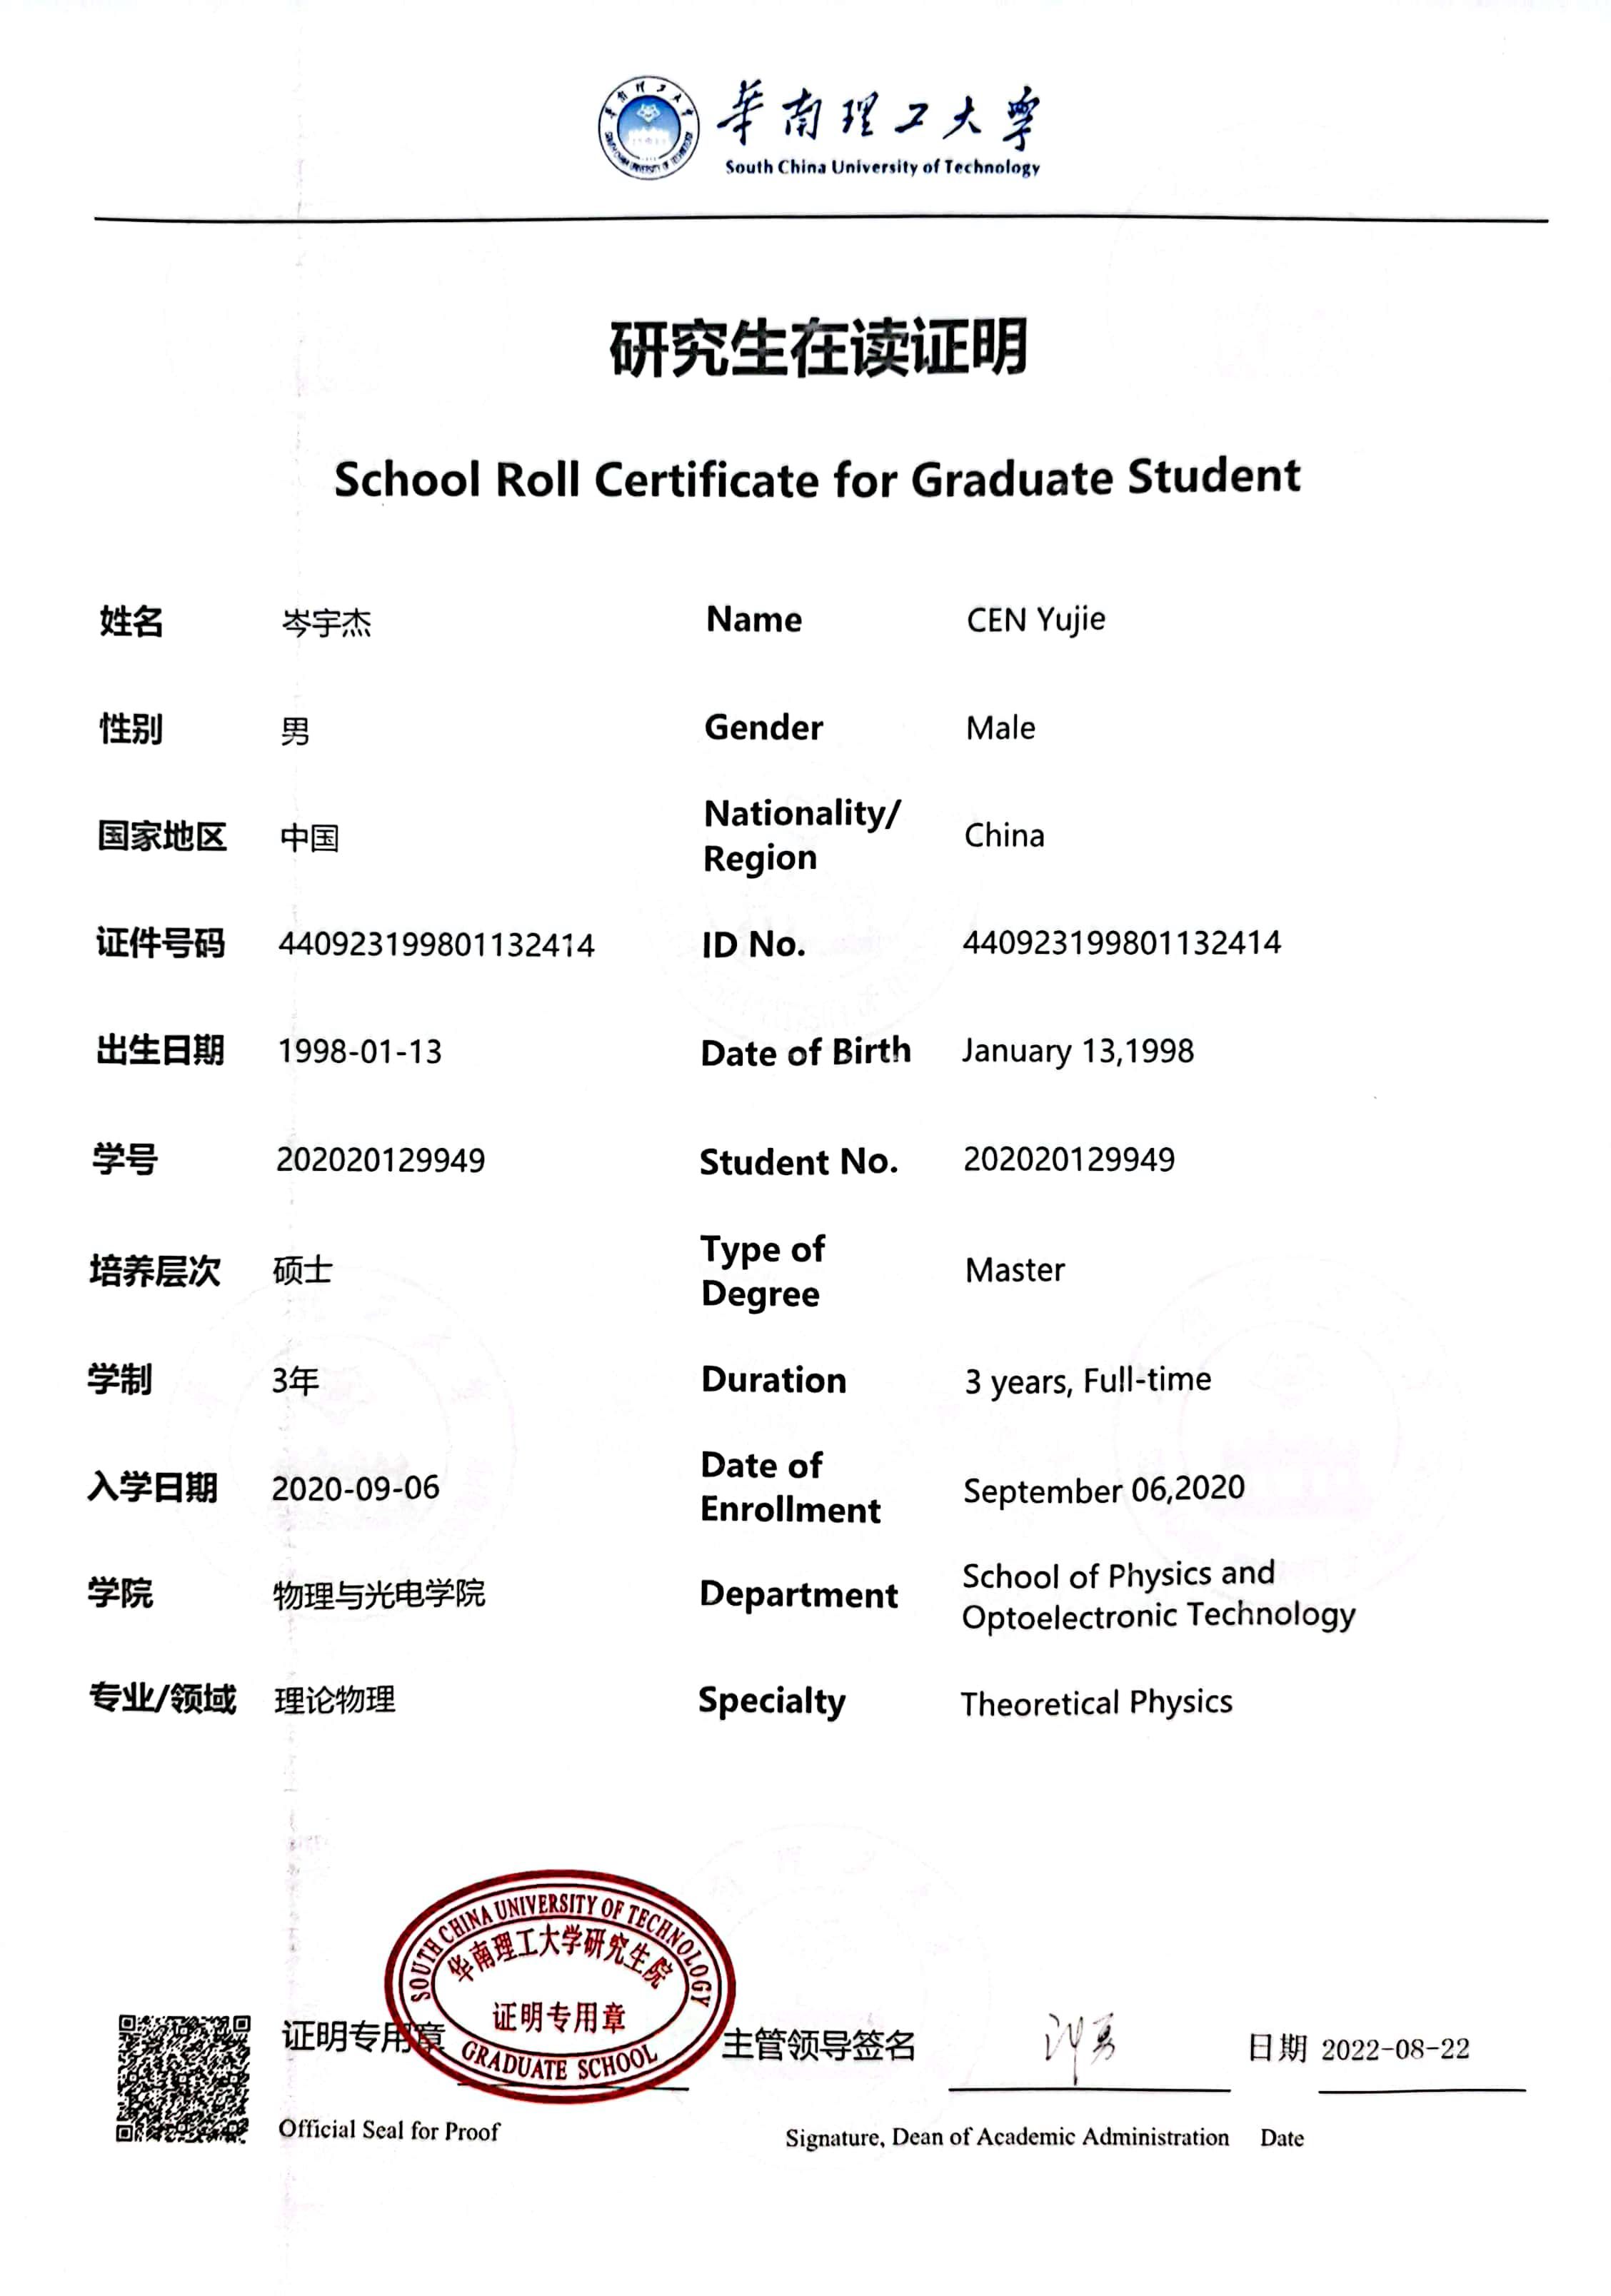 華南理工大學
South China University of Technology
研究生在读证明
School Roll Certificate for Graduate Student
姓名 岑宇杰 Name CEN Yujie
性别 男 Gender Male
国家地区 中国 Nationality/ Region China
证件号码 440923199801132414 ID No. 440923199801132414
出生日期 1998-01-13 Date of Birth January 13,1998
学号 202020129949 Student No. 202020129949
培养层次 硕士 Type of Degree Master
学制 3年 Duration 3 years, Full-time
入学日期 2020-09-06 Date of Enrollment September 06,2020
学院 物理与光电学院 Department School of Physics and Optoelectronic Technology
专业/领域 理论物理 Specialty Theoretical Physics
SOUTH CHINA UNIVERSITY OF TECHNOLOGY
华南理工大学研究生院
证明专用章
GRADUATE SCHOOL
证明专用章 主管领导签名 日期 2022-08-22
Official Seal for Proof Signature, Dean of Academic Administration Date